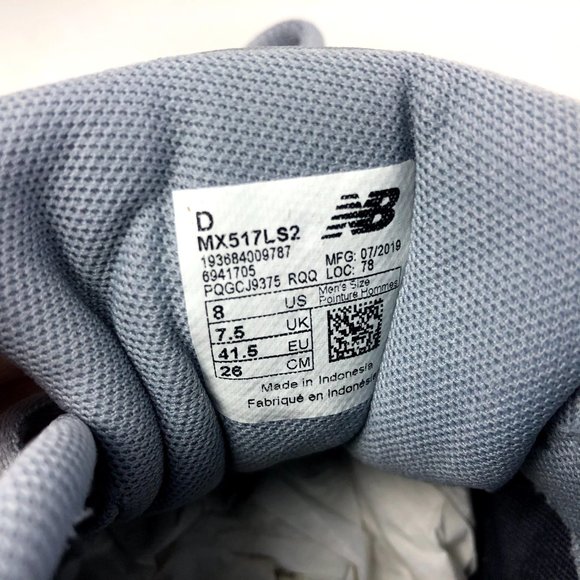 D
MX517LS2
NB
193684009787
6941705 MFG: 07/2019
PQGCJ9375 RQQ LOC: 78
8 US Men's Size
7.5 UK Pointure Hommes
41.5 EU
26 CM
Made in Indonesia
Fabriqué en Indonésie